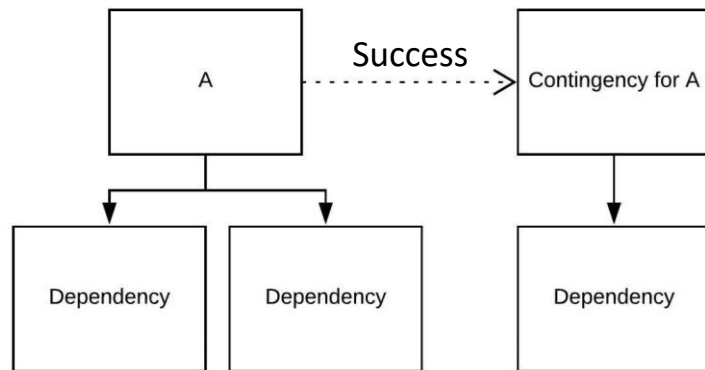 A
Success
Contingency for A
Dependency
Dependency
Dependency